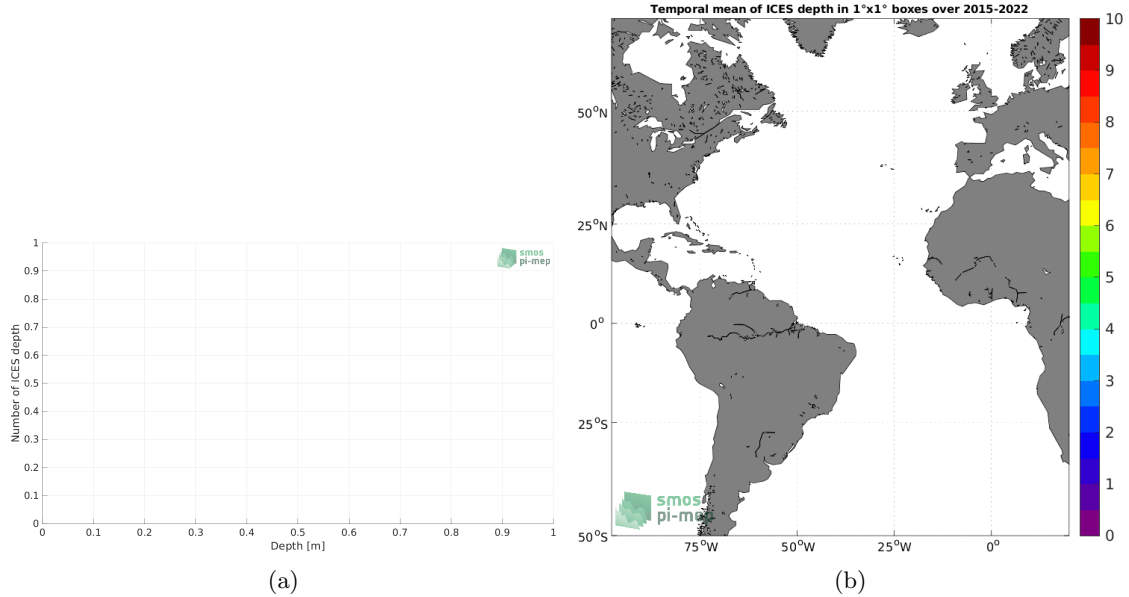 Temporal mean of ICES depth in 1°x1° boxes over 2015-2022
smos
pi-mep
Number of ICES depth
1
0.9
0.8
0.7
0.6
0.5
0.4
0.3
0.2
0.1
0
0 0.1 0.2 0.3 0.4 0.5 0.6 0.7 0.8 0.9 1
Depth [m]
(a)
50°N
25°N
0°
25°S
50°S
75°W 50°W 25°W 0°
smos
pi-mep
10
9
8
7
6
5
4
3
2
1
0
(b)